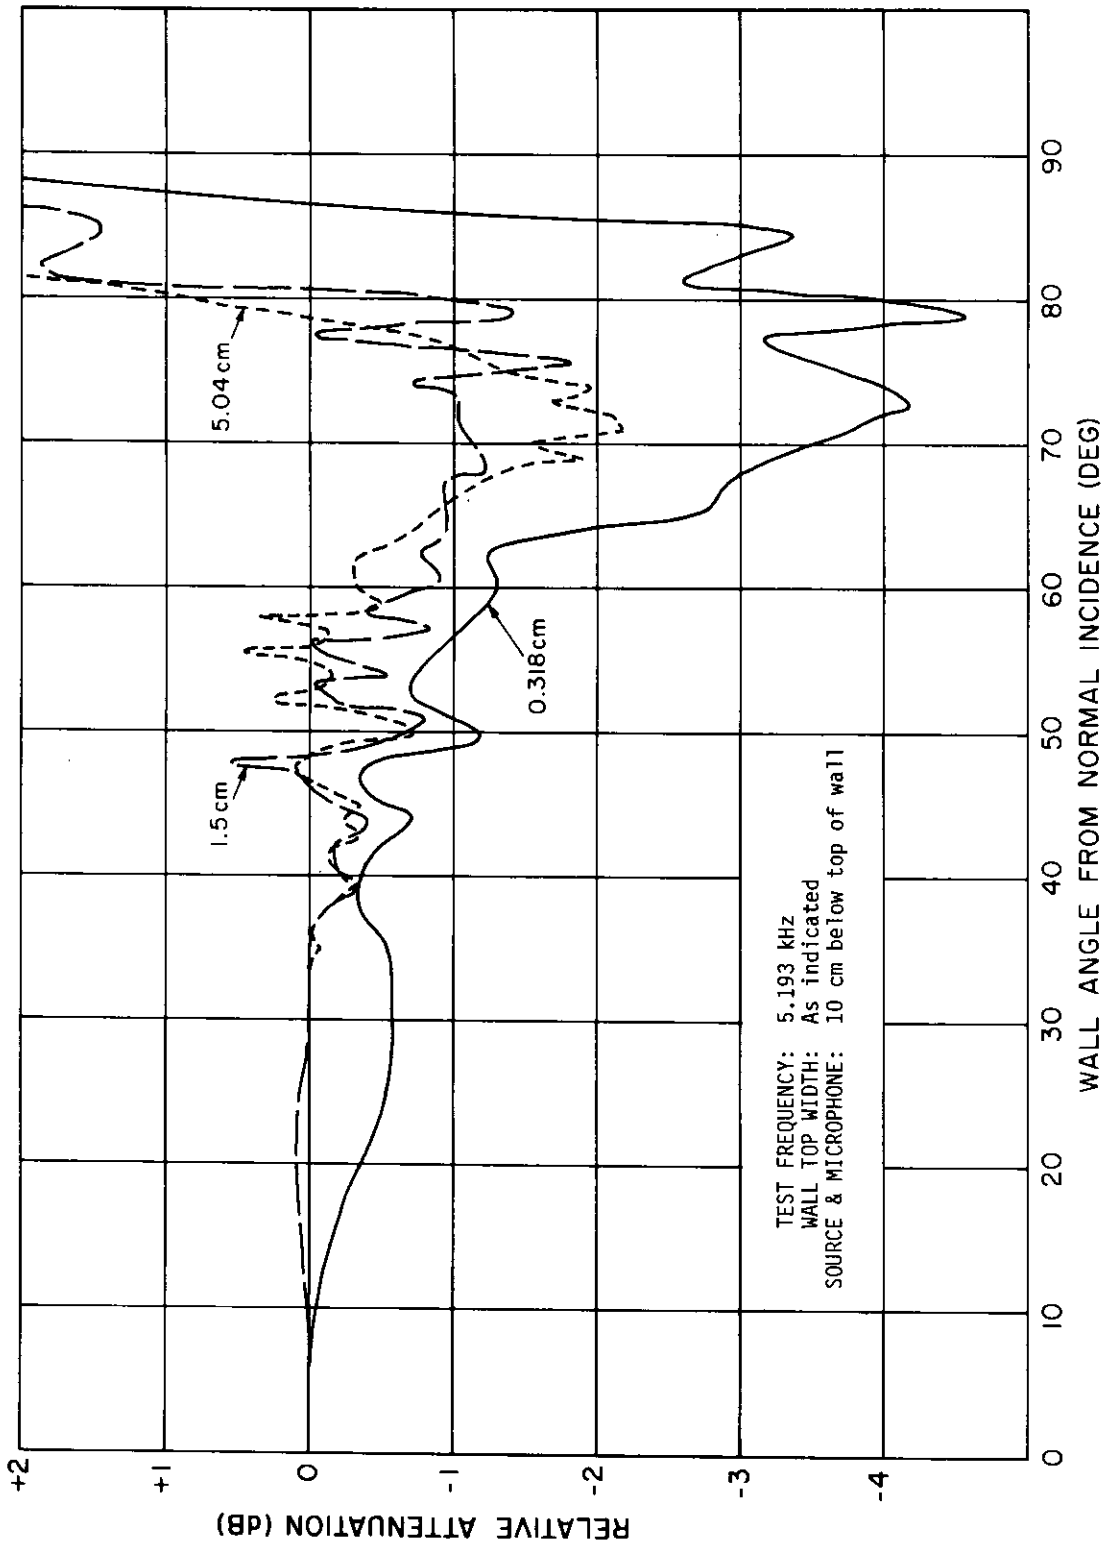 +2
+1
0
-1
-2
-3
-4
RELATIVE ATTENUATION (dB)
0
10
20
30
40
50
60
70
80
90
WALL ANGLE FROM NORMAL INCIDENCE (DEG)
1.5 cm
5.04 cm
0.318 cm
TEST FREQUENCY: 5.193 kHz
WALL TOP WIDTH: As indicated
SOURCE & MICROPHONE: 10 cm below top of wall